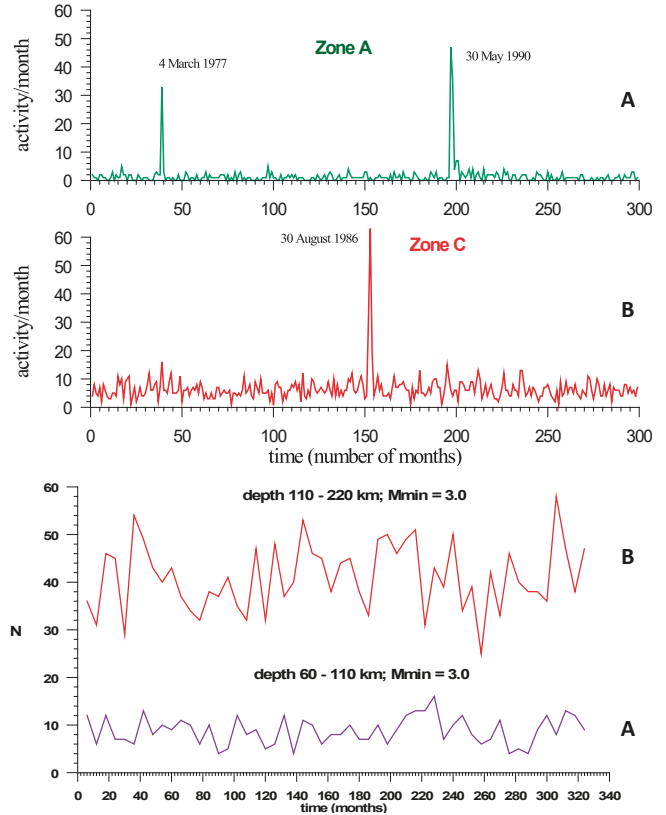 60
50
40
30
20
10
0
activity/month
Zone A
4 March 1977
30 May 1990
A
0 50 100 150 200 250 300
60
50
40
30
20
10
0
activity/month
30 August 1986
Zone C
B
0 50 100 150 200 250 300
time (number of months)
60
50
40
30
20
10
0
N
depth 110 - 220 km; Mmin = 3.0
B
depth 60 - 110 km; Mmin = 3.0
A
0 20 40 60 80 100 120 140 160 180 200 220 240 260 280 300 320 340
time (months)